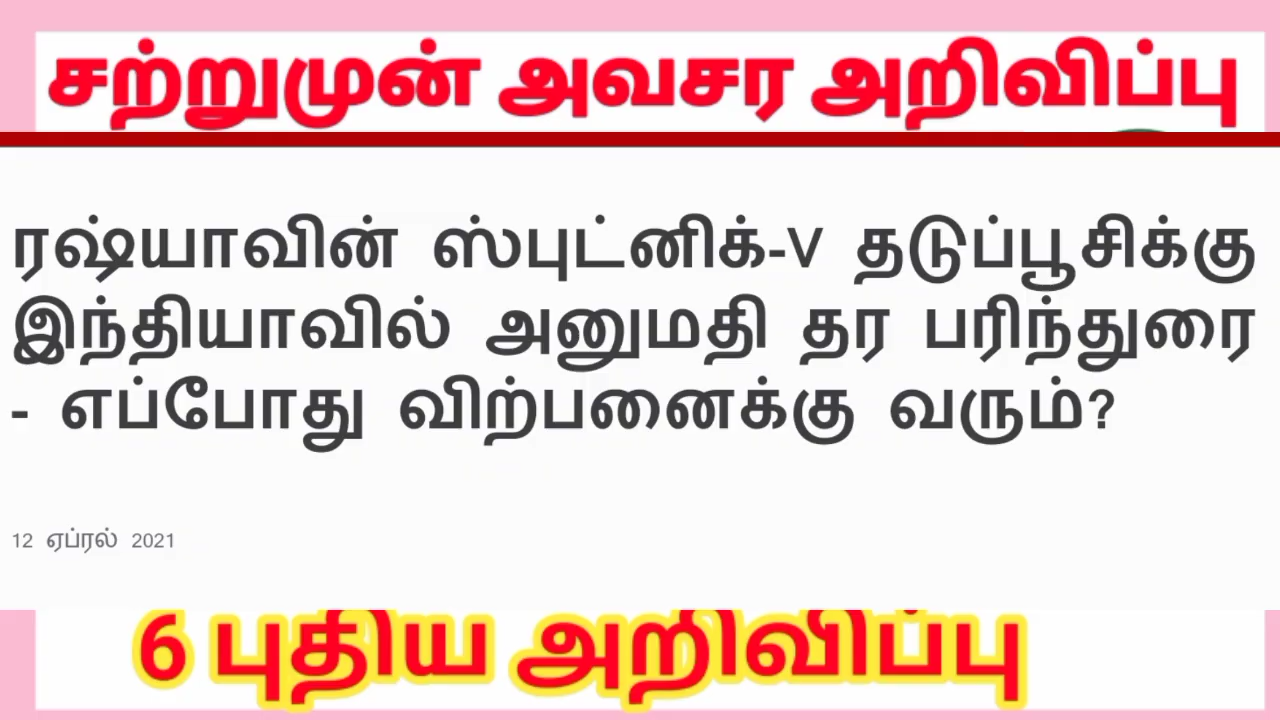 சற்றுமுன் அவசர அறிவிப்பு
ரஷ்யாவின் ஸ்புட்னிக்-V தடுப்பூசிக்கு
இந்தியாவில் அனுமதி தர பரிந்துரை
- எப்போது விற்பனைக்கு வரும்?
12 ஏப்ரல் 2021
6 புதிய அறிவிப்பு